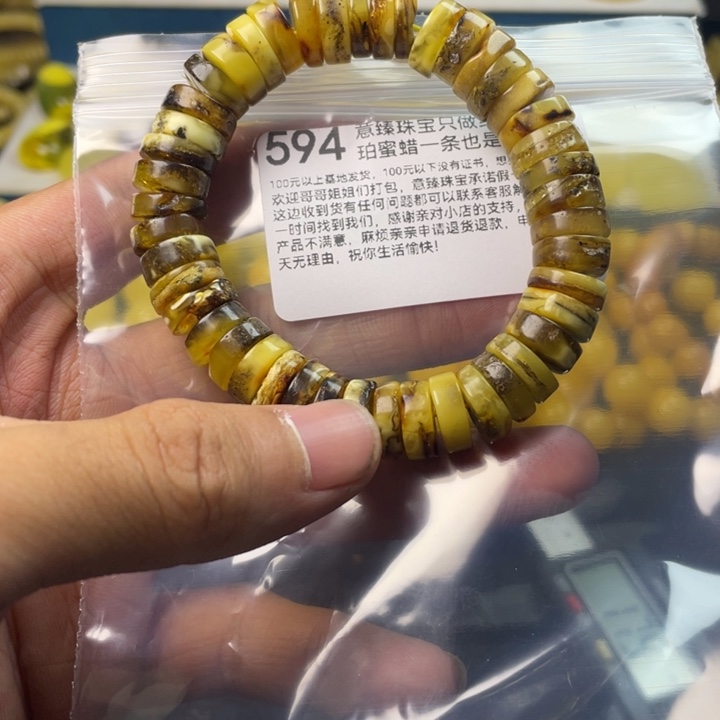 594
意臻珠宝只做
珀蜜蜡一条也是
100元以上基地发货，100元以下没有证书，想
欢迎哥哥姐姐们打包，意臻珠宝承诺假一
这边收到货有任何问题都可以联系客服解
一时间找到我们，感谢亲对小店的支持，
产品不满意，麻烦亲亲申请退货退款，申
天无理由，祝你生活愉快！